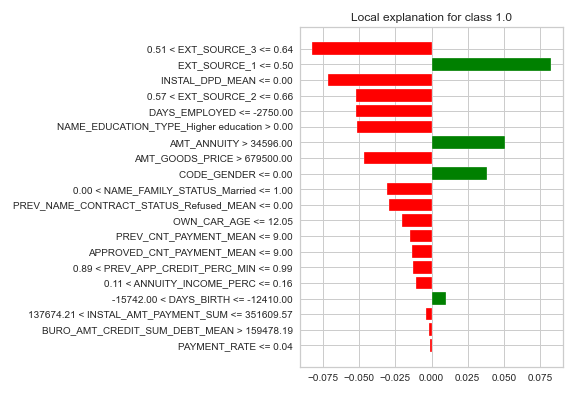 Local explanation for class 1.0
0.51 < EXT_SOURCE_3 <= 0.64
EXT_SOURCE_1 <= 0.50
INSTAL_DPD_MEAN <= 0.00
0.57 < EXT_SOURCE_2 <= 0.66
DAYS_EMPLOYED <= -2750.00
NAME_EDUCATION_TYPE_Higher education > 0.00
AMT_ANNUITY > 34596.00
AMT_GOODS_PRICE > 679500.00
CODE_GENDER <= 0.00
0.00 < NAME_FAMILY_STATUS_Married <= 1.00
PREV_NAME_CONTRACT_STATUS_Refused_MEAN <= 0.00
OWN_CAR_AGE <= 12.05
PREV_CNT_PAYMENT_MEAN <= 9.00
APPROVED_CNT_PAYMENT_MEAN <= 9.00
0.89 < PREV_APP_CREDIT_PERC_MIN <= 0.99
0.11 < ANNUITY_INCOME_PERC <= 0.16
-15742.00 < DAYS_BIRTH <= -12410.00
137674.21 < INSTAL_AMT_PAYMENT_SUM <= 351609.57
BURO_AMT_CREDIT_SUM_DEBT_MEAN > 159478.19
PAYMENT_RATE <= 0.04
−0.075 −0.050 −0.025 0.000 0.025 0.050 0.075